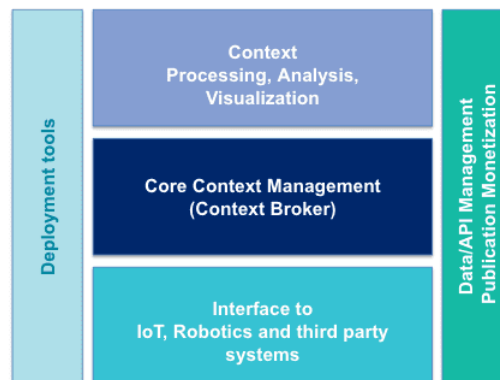 Deployment tools
Context
Processing, Analysis,
Visualization
Core Context Management
(Context Broker)
Interface to
IoT, Robotics and third party
systems
Data/API Management
Publication Monetization